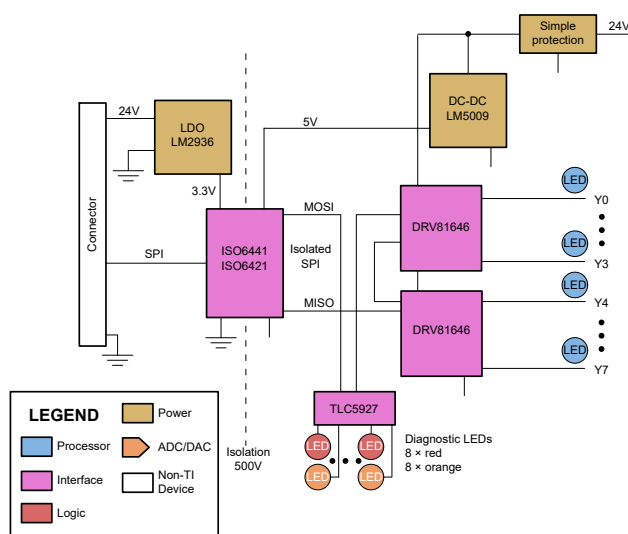 Simple
protection
24V
DC-DC
LM5009
24V
LDO
LM2936
5V
3.3V
Connector
SPI
ISO6441
ISO6421
MOSI
Isolated
SPI
MISO
DRV81646
DRV81646
LED
Y0
LED
Y3
LED
Y4
LED
Y7
TLC5927
LED
LED
LED
LED
Diagnostic LEDs
8 × red
8 × orange
Isolation
500V
LEGEND
Power
Processor
ADC/DAC
Interface
Non-TI
Device
Logic